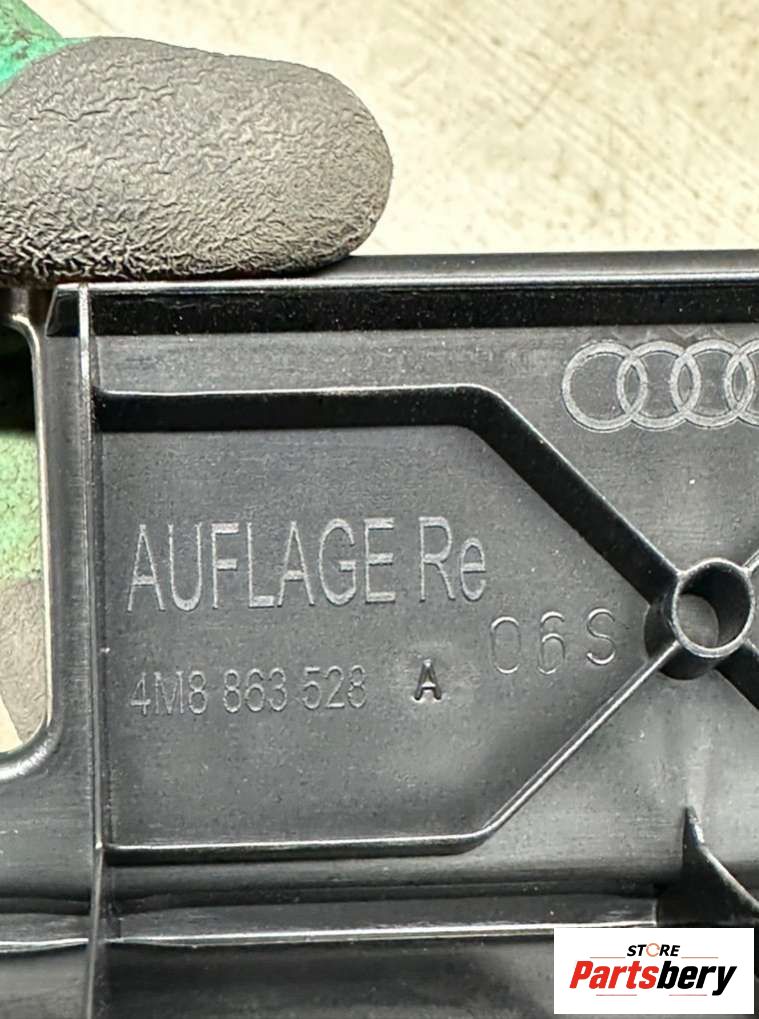 AUFLAGE Re
06S
4M8 863 528 A
STORE
Partsbery